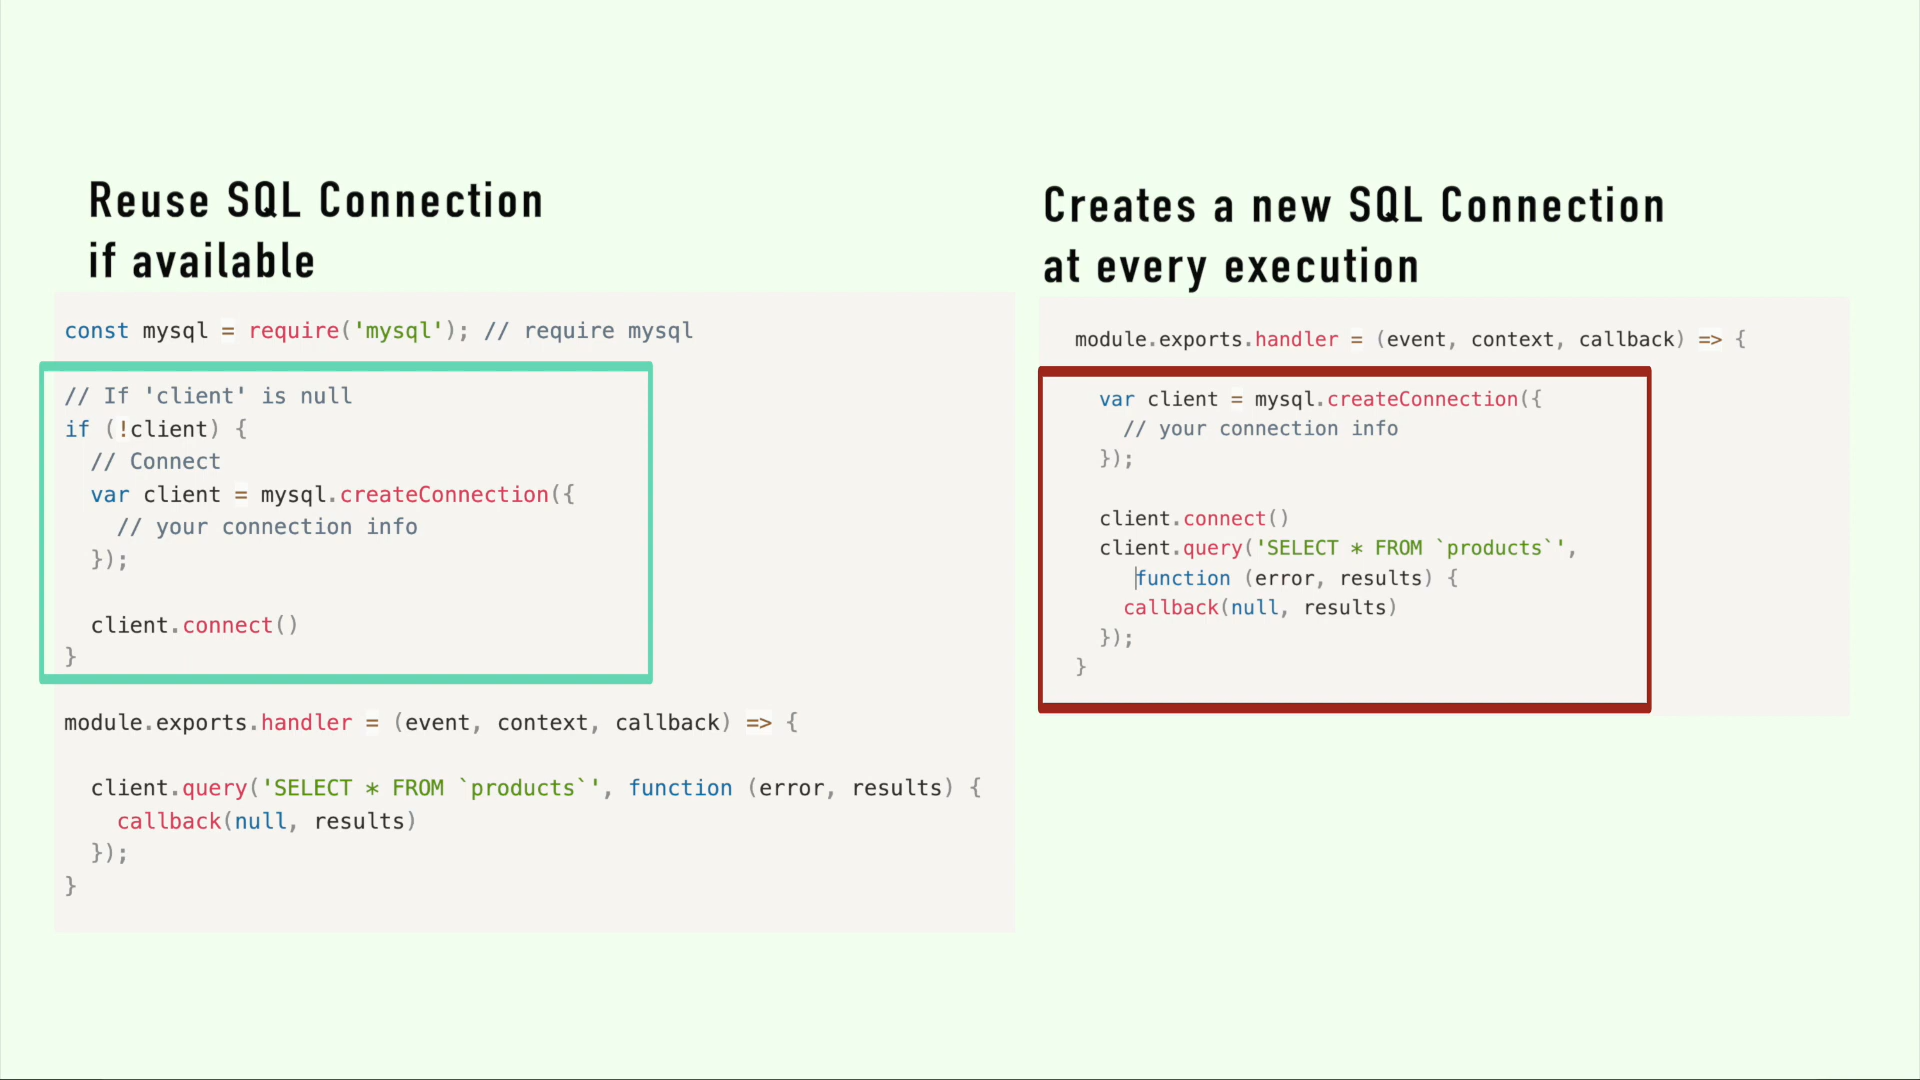 Reuse SQL Connection
if available
const mysql = require('mysql'); // require mysql
// If 'client' is null
if (!client) {
  // Connect
  var client = mysql.createConnection({
    // your connection info
  });
  client.connect()
}
module.exports.handler = (event, context, callback) => {
  client.query('SELECT * FROM `products`', function (error, results) {
    callback(null, results)
  });
}
Creates a new SQL Connection
at every execution
module.exports.handler = (event, context, callback) => {
  var client = mysql.createConnection({
    // your connection info
  });
  client.connect()
  client.query('SELECT * FROM `products`',
     function (error, results) {
    callback(null, results)
  });
}